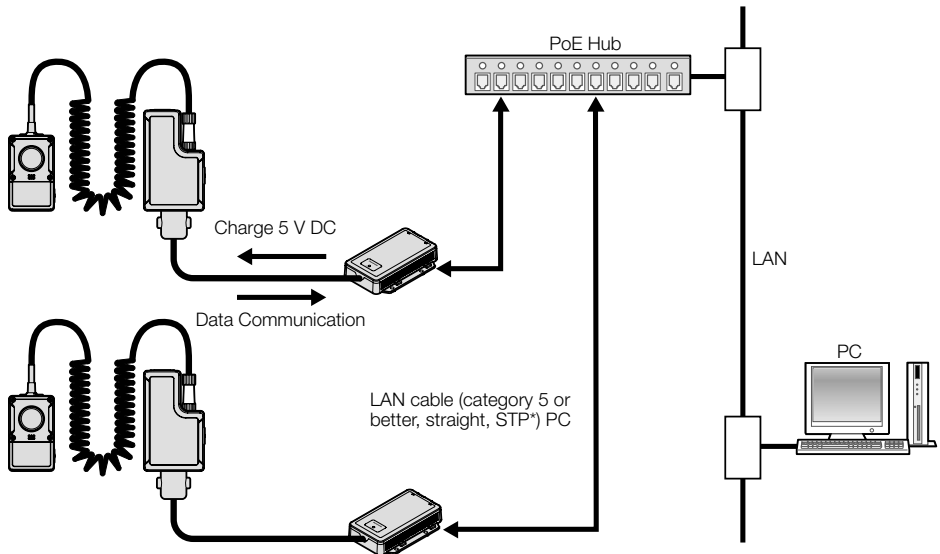 PoE Hub
Charge 5 V DC
LAN
Data Communication
PC
LAN cable (category 5 or
better, straight, STP*) PC